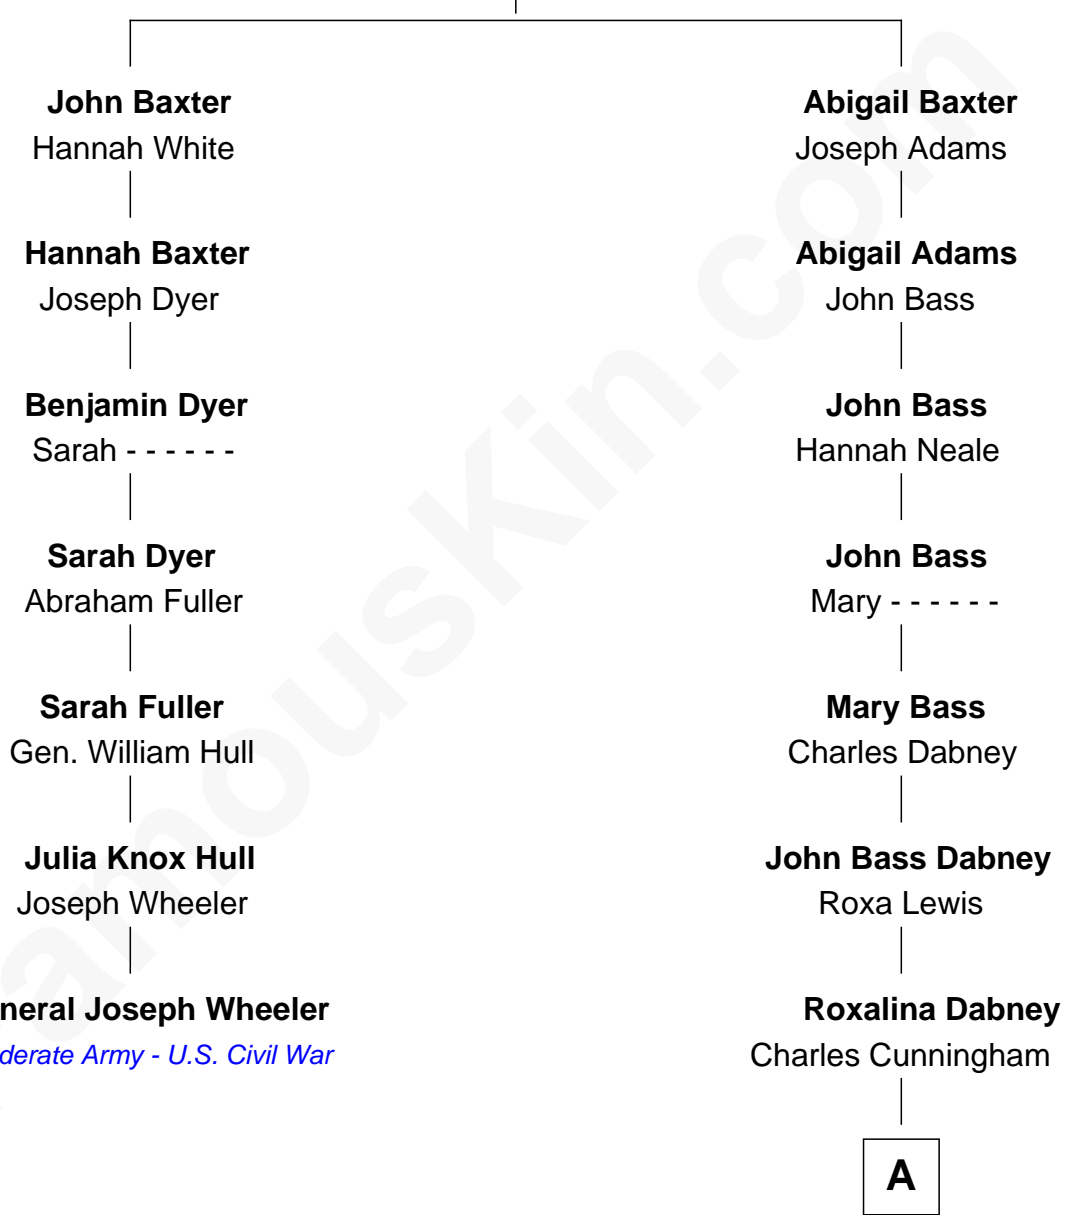 John Baxter
Hannah White
Hannah Baxter
Joseph Dyer
Benjamin Dyer
Sarah - - - - - -
Sarah Dyer
Abraham Fuller
Sarah Fuller
Gen. William Hull
Julia Knox Hull
Joseph Wheeler
neral Joseph Wheeler
derate Army - U.S. Civil War
Abigail Baxter
Joseph Adams
Abigail Adams
John Bass
John Bass
Hannah Neale
John Bass
Mary - - - - - -
Mary Bass
Charles Dabney
John Bass Dabney
Roxa Lewis
Roxalina Dabney
Charles Cunningham
A
amousKin.com